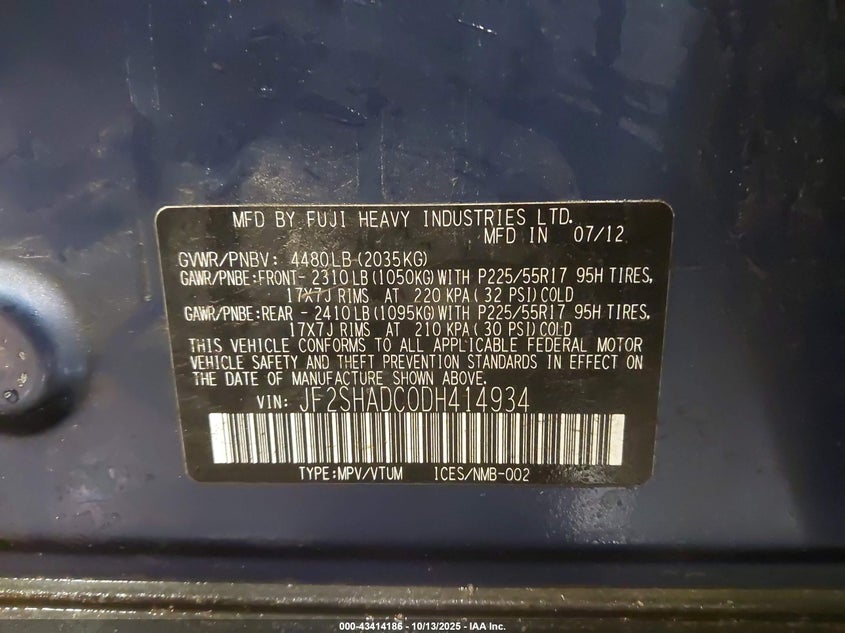 MFD BY FUJI HEAVY INDUSTRIES LTD.
MFD IN 07/12
GVWR/PNBV: 4480LB (2035KG)
GAWR/PNBE:FRONT- 2310 LB (1050KG) WITH P225/55R17 95H TIRES,
17X7J RIMS AT 220 KPA ( 32 PSI) COLD
GAWR/PNBE:REAR - 2410 LB (1095KG) WITH P225/55R17 95H TIRES,
17X7J RIMS AT 210 KPA ( 30 PSI) COLD
THIS VEHICLE CONFORMS TO ALL APPLICABLE FEDERAL MOTOR
VEHICLE SAFETY AND THEFT PREVENTION STANDARDS IN EFFECT ON
THE DATE OF MANUFACTURE SHOWN ABOVE.
VIN: JF2SHADC0DH414934
TYPE:MPV/VTUM ICES/NMB-002
000-43414186 - 10/13/2025 - IAA Inc.